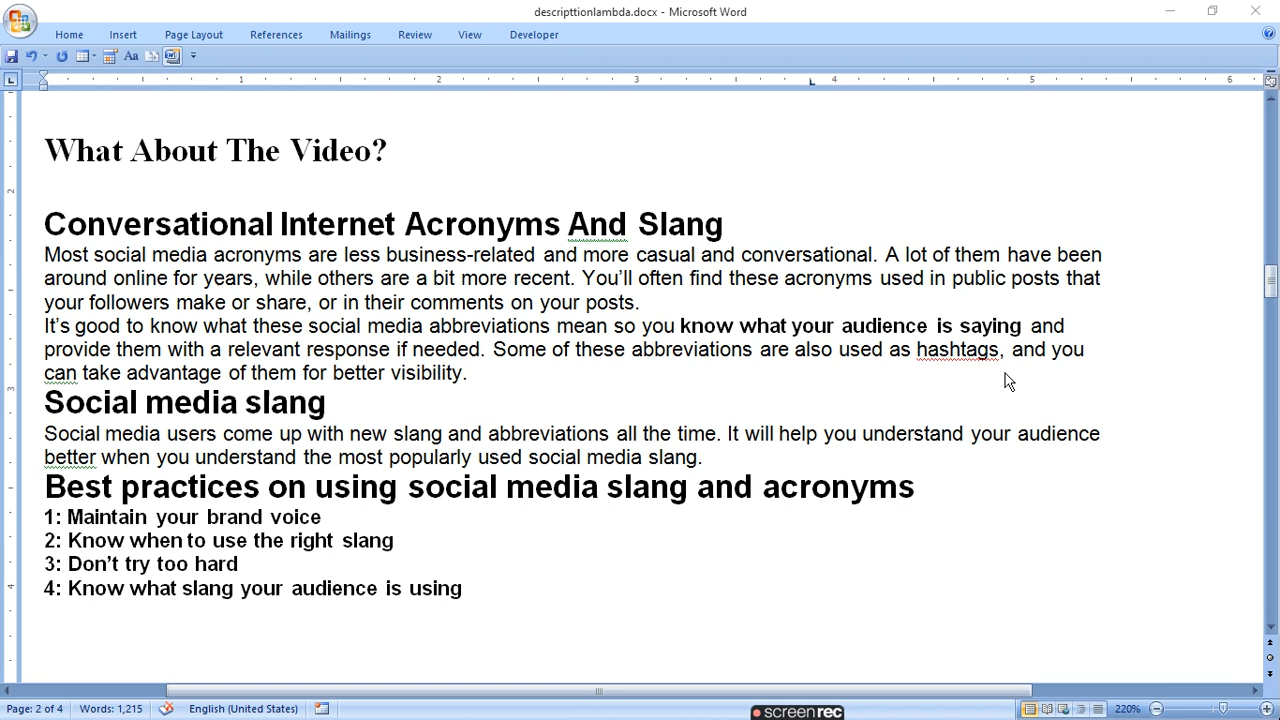 descripttionlambda.docx - Microsoft Word
Home Insert Page Layout References Mailings Review View Developer
Aa
1 2 3 4 5 6
What About The Video?
Conversational Internet Acronyms And Slang
Most social media acronyms are less business-related and more casual and conversational. A lot of them have been
around online for years, while others are a bit more recent. You’ll often find these acronyms used in public posts that
your followers make or share, or in their comments on your posts.
It’s good to know what these social media abbreviations mean so you know what your audience is saying and
provide them with a relevant response if needed. Some of these abbreviations are also used as hashtags, and you
can take advantage of them for better visibility.
Social media slang
Social media users come up with new slang and abbreviations all the time. It will help you understand your audience
better when you understand the most popularly used social media slang.
Best practices on using social media slang and acronyms
1: Maintain your brand voice
2: Know when to use the right slang
3: Don’t try too hard
4: Know what slang your audience is using
2
3
4
Page: 2 of 4 Words: 1,215 English (United States) 220%
screenrec